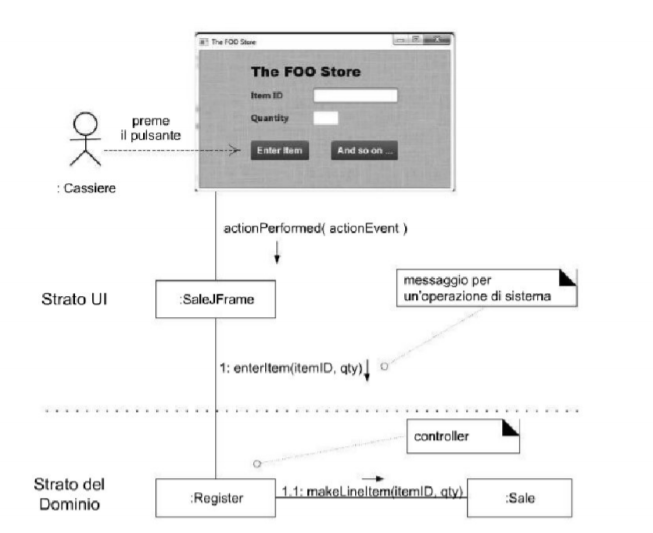 The FOO Store
The FOO Store
Item ID
Quantity
Enter Item
And so on ...
preme
il pulsante
: Cassiere
actionPerformed( actionEvent )
messaggio per
un'operazione di sistema
Strato UI
:SaleJFrame
1: enterItem(itemID, qty)
controller
Strato del
Dominio
:Register
1.1: makeLineItem(itemID, qty)
:Sale